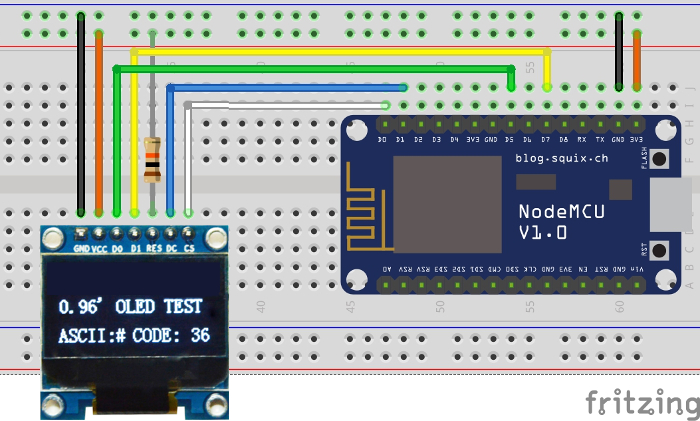 55
J
I
H
G
F
D0 D1 D2 D3 D4 3V3 GND D5 D6 D7 D8 RX TX GND 3V3
FLASH
blog.squix.ch
NodeMCU
V1.0
RST
A0 RSV RSV SD3 SD2 SD1 CMD SD0 CLK GND 3V3 EN RST GND Vin
GND VCC D0 D1 RES DC CS
0.96' OLED TEST
ASCII:# CODE: 36
40
45
50
55
60
B
A
fritzing